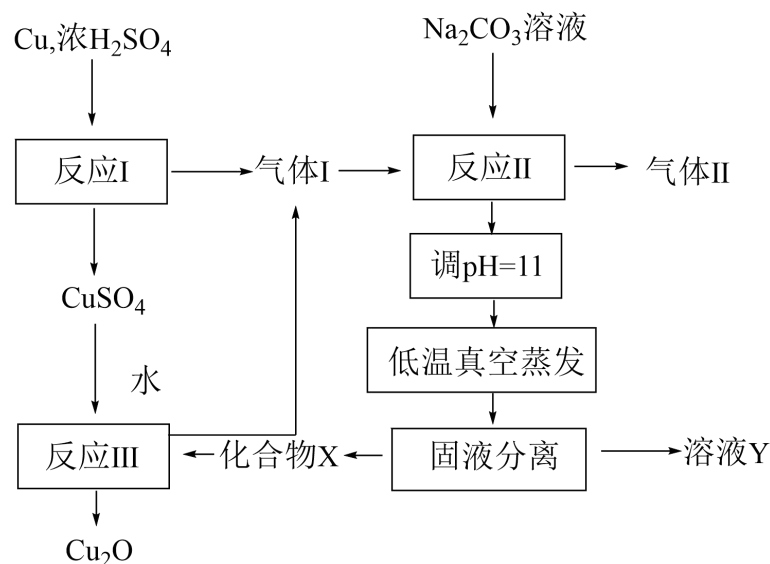 Cu,浓H₂SO₄
Na₂CO₃溶液
反应I
气体I
反应II
气体II
调pH=11
CuSO₄
低温真空蒸发
水
反应III
化合物X
固液分离
溶液Y
Cu₂O